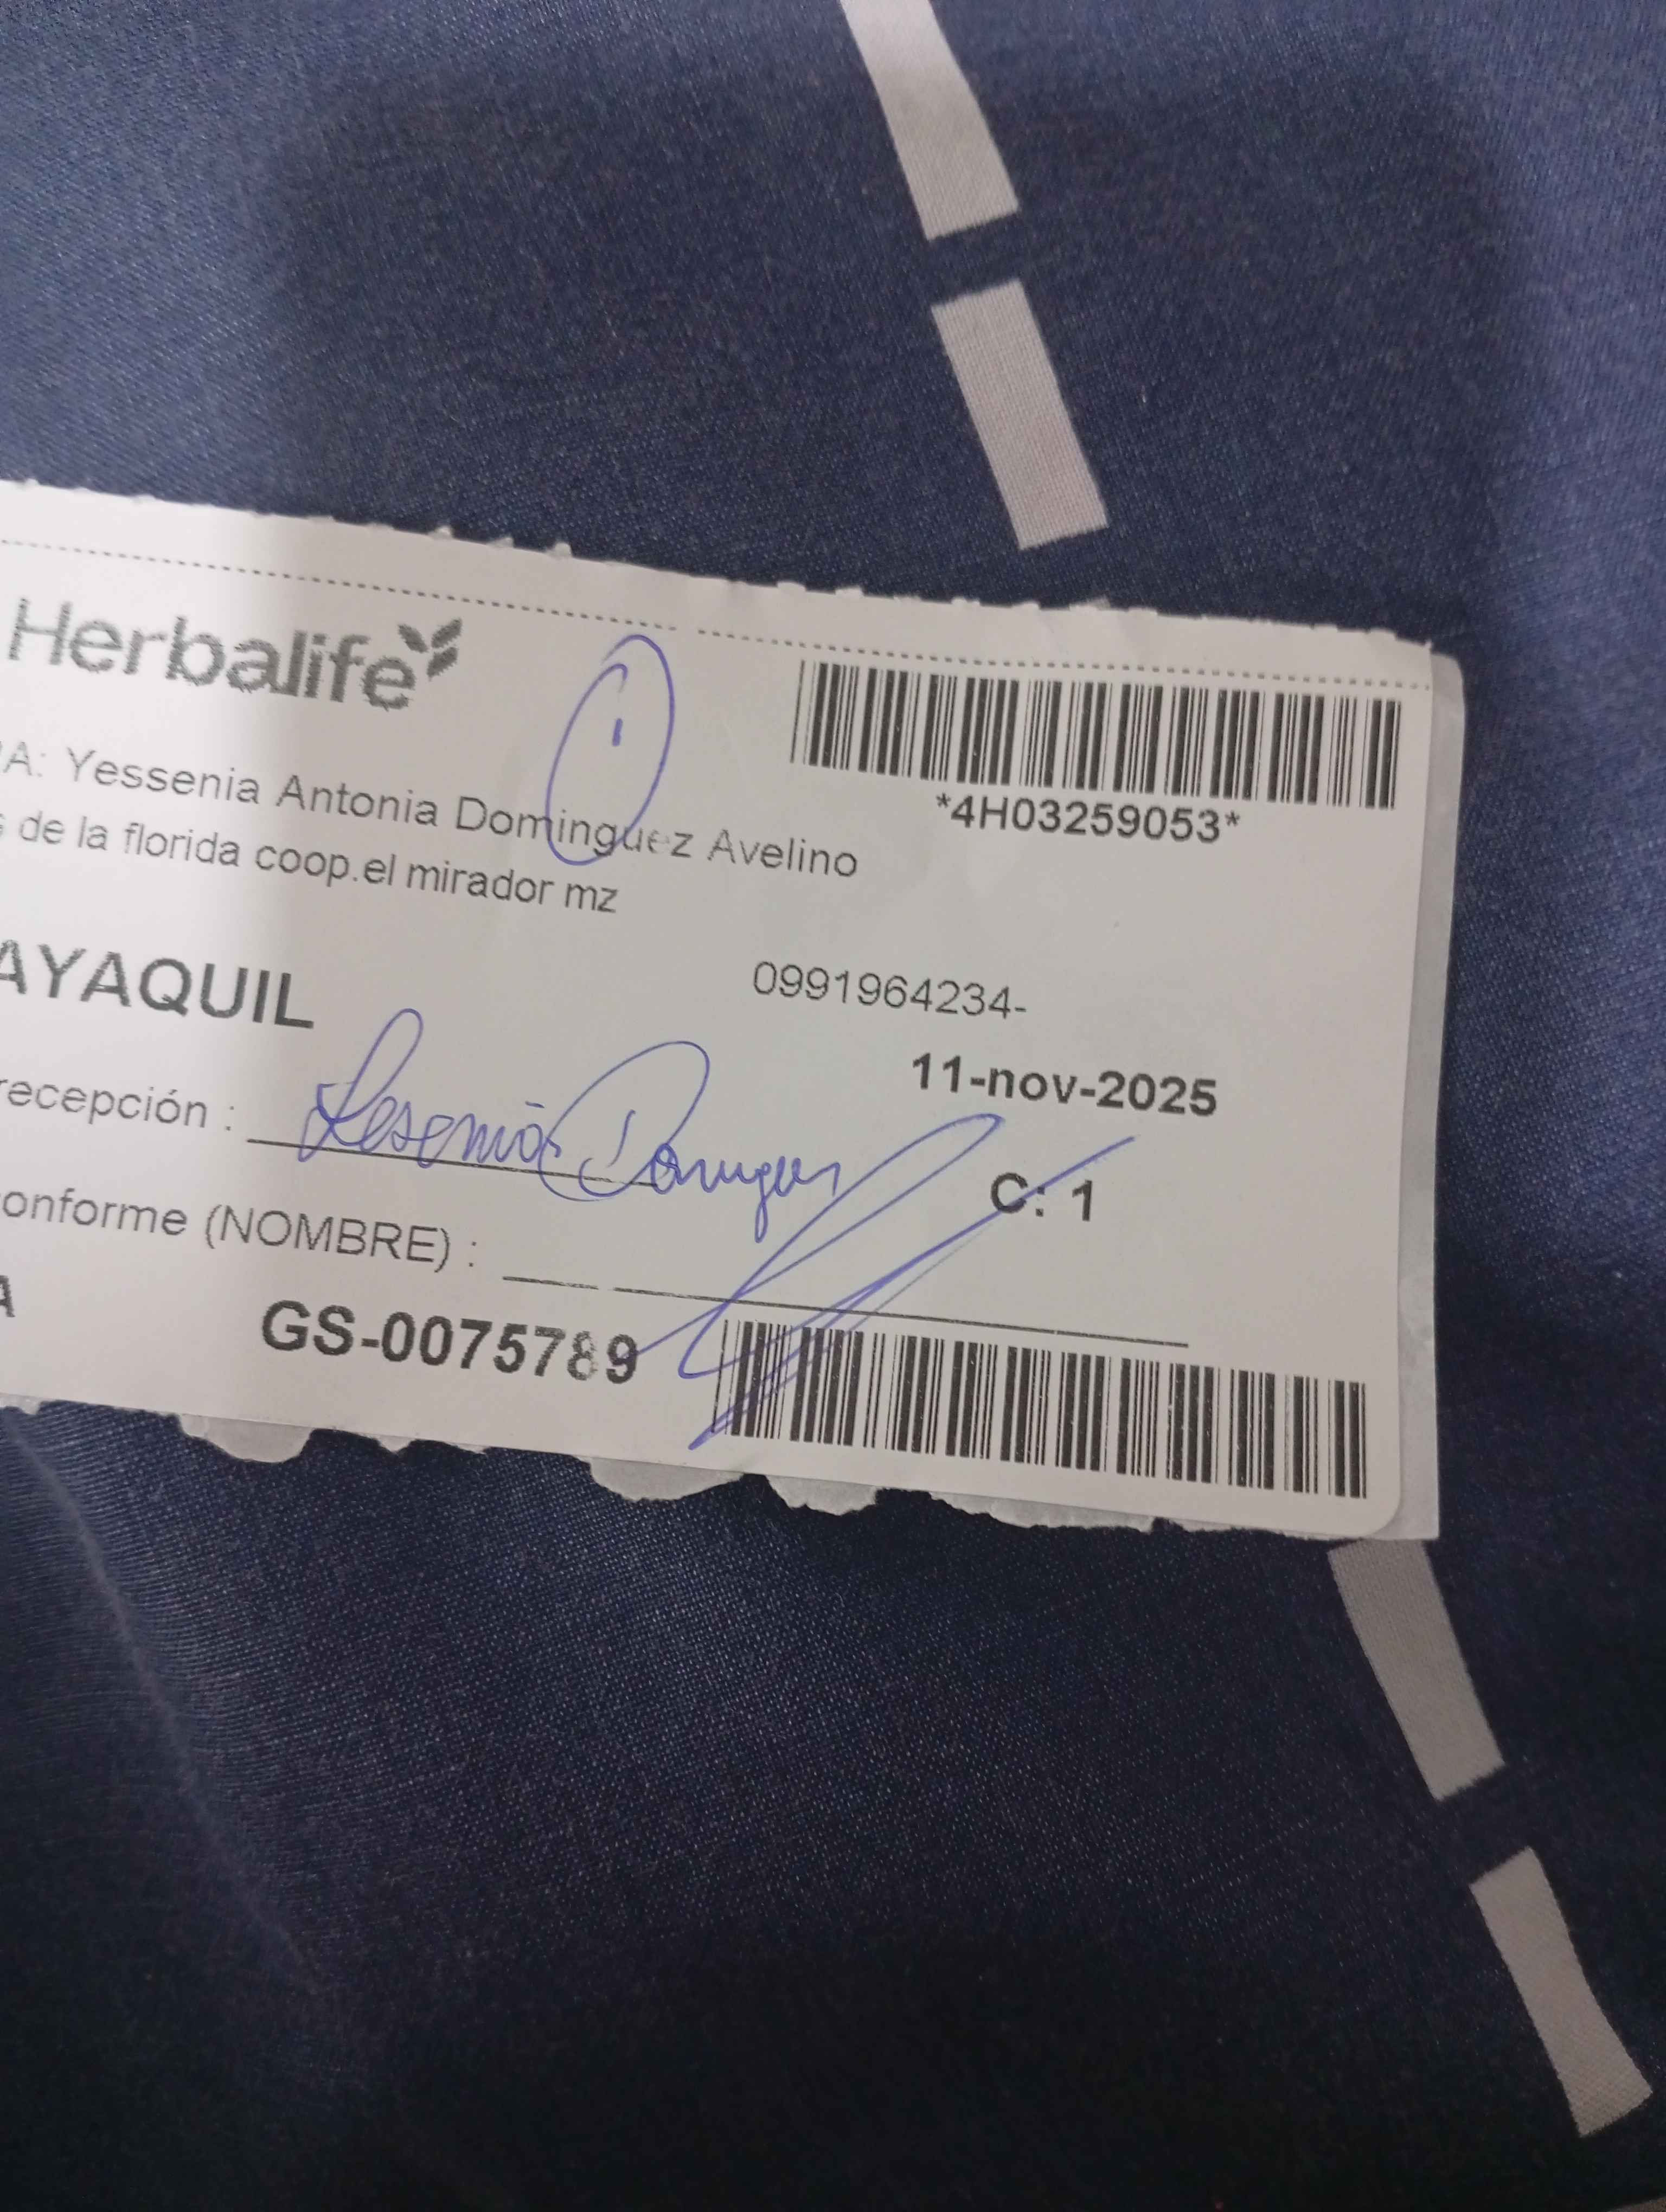 Herbalife
*4H03259053*
A: Yessenia Antonia Dominguez Avelino
de la florida coop.el mirador mz
AYAQUIL
0991964234-
11-nov-2025
recepción :
C: 1
onforme (NOMBRE) :
A
GS-0075789